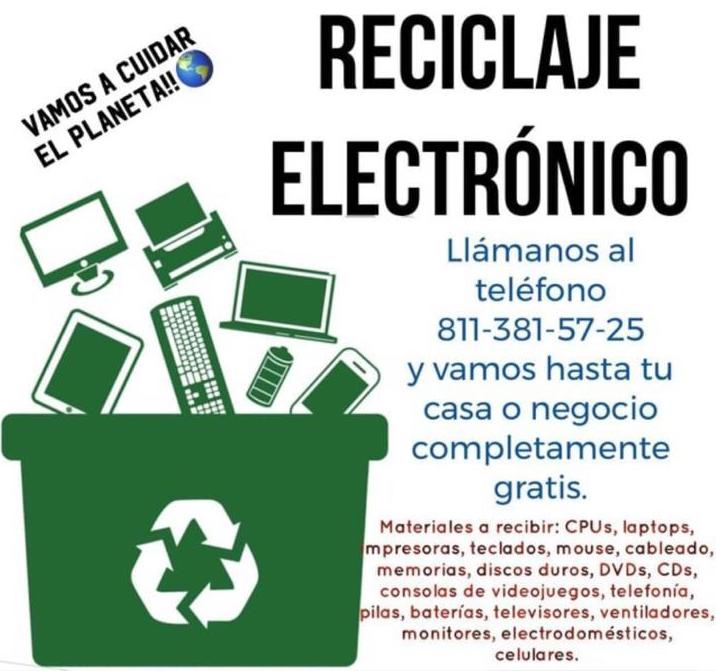 VAMOS A CUIDAR
EL PLANETA!!
RECICLAJE
ELECTRÓNICO
Llámanos al
teléfono
811-381-57-25
y vamos hasta tu
casa o negocio
completamente
gratis.
Materiales a recibir: CPUs, laptops,
mpresoras, teclados, mouse, cableado,
memorias, discos duros, DVDs, CDs,
consolas de videojuegos, telefonía,
pilas, baterías, televisores, ventiladores,
monitores, electrodomésticos,
celulares.